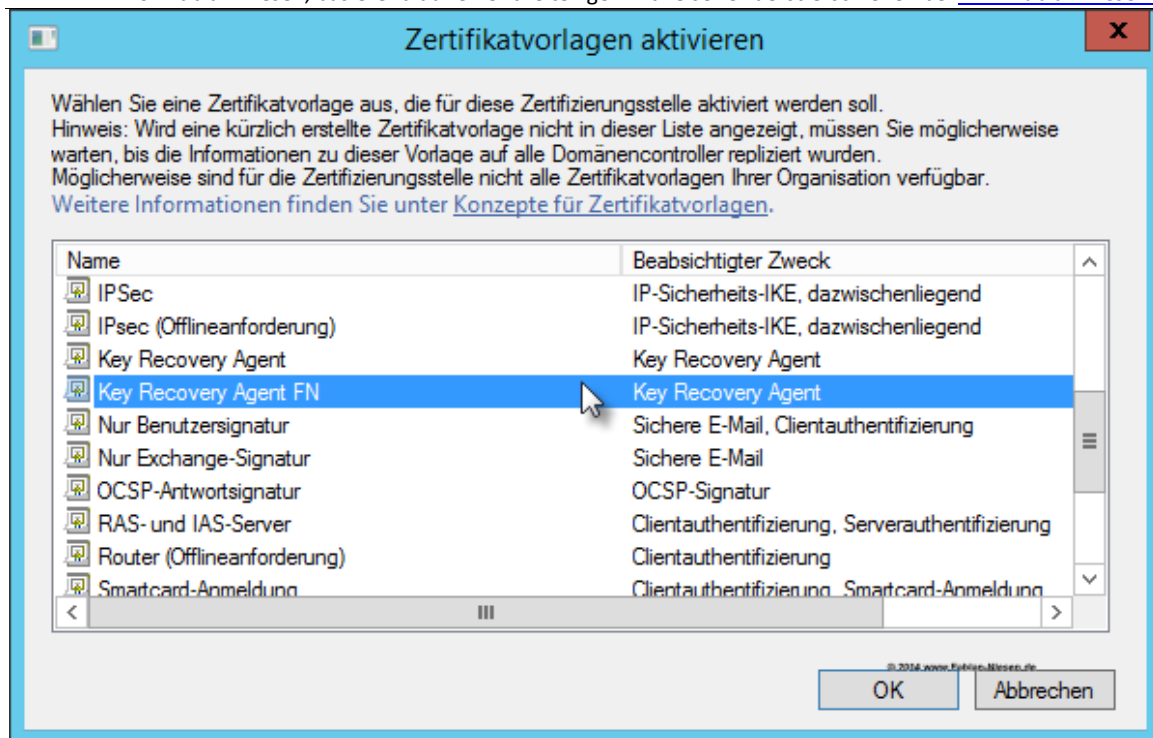 Zertifikatvorlagen aktivieren
x
Wählen Sie eine Zertifikatvorlage aus, die für diese Zertifizierungsstelle aktiviert werden soll.
Hinweis: Wird eine kürzlich erstellte Zertifikatvorlage nicht in dieser Liste angezeigt, müssen Sie möglicherweise
warten, bis die Informationen zu dieser Vorlage auf alle Domänencontroller repliziert wurden.
Möglicherweise sind für die Zertifizierungsstelle nicht alle Zertifikatvorlagen Ihrer Organisation verfügbar.
Weitere Informationen finden Sie unter Konzepte für Zertifikatvorlagen.
Name Beabsichtigter Zweck
IPSec IP-Sicherheits-IKE, dazwischenliegend
IPsec (Offlineanforderung) IP-Sicherheits-IKE, dazwischenliegend
Key Recovery Agent Key Recovery Agent
Key Recovery Agent FN Key Recovery Agent
Nur Benutzersignatur Sichere E-Mail, Clientauthentifizierung
Nur Exchange-Signatur Sichere E-Mail
OCSP-Antwortsignatur OCSP-Signatur
RAS- und IAS-Server Clientauthentifizierung, Serverauthentifizierung
Router (Offlineanforderung) Clientauthentifizierung
Smartcard-Anmeldung Clientauthentifizierung, Smartcard-Anmeldung
© 2014 www.Fabian-Niesen.de
OK Abbrechen